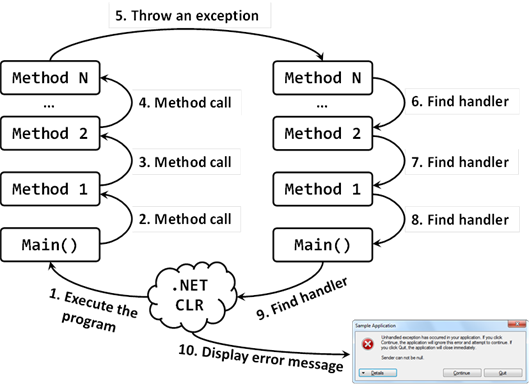 5. Throw an exception
Method N
...
4. Method call
Method 2
3. Method call
Method 1
2. Method call
Main()
Method N
...
6. Find handler
Method 2
7. Find handler
Method 1
8. Find handler
Main()
.NET
CLR
1. Execute the
program
9. Find handler
10. Display error message
Sample Application
Unhandled exception has occurred in your application. If you click
Continue, the application will ignore this error and attempt to continue. If
you click Quit, the application will close immediately.
Sender can not be null.
Details
Continue
Quit